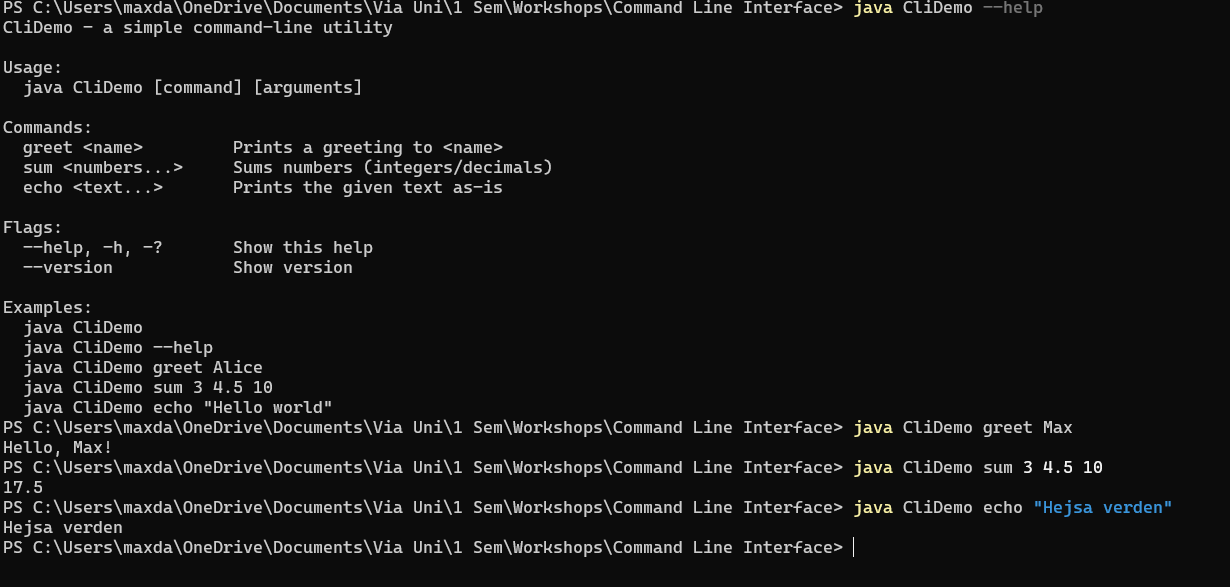 PS C:\Users\maxda\OneDrive\Documents\Via Uni\1 Sem\Workshops\Command Line Interface> java CliDemo --help
CliDemo - a simple command-line utility
Usage:
java CliDemo [command] [arguments]
Commands:
greet <name> Prints a greeting to <name>
sum <numbers...> Sums numbers (integers/decimals)
echo <text...> Prints the given text as-is
Flags:
--help, -h, -? Show this help
--version Show version
Examples:
java CliDemo
java CliDemo --help
java CliDemo greet Alice
java CliDemo sum 3 4.5 10
java CliDemo echo "Hello world"
PS C:\Users\maxda\OneDrive\Documents\Via Uni\1 Sem\Workshops\Command Line Interface> java CliDemo greet Max
Hello, Max!
PS C:\Users\maxda\OneDrive\Documents\Via Uni\1 Sem\Workshops\Command Line Interface> java CliDemo sum 3 4.5 10
17.5
PS C:\Users\maxda\OneDrive\Documents\Via Uni\1 Sem\Workshops\Command Line Interface> java CliDemo echo "Hejsa verden"
Hejsa verden
PS C:\Users\maxda\OneDrive\Documents\Via Uni\1 Sem\Workshops\Command Line Interface>